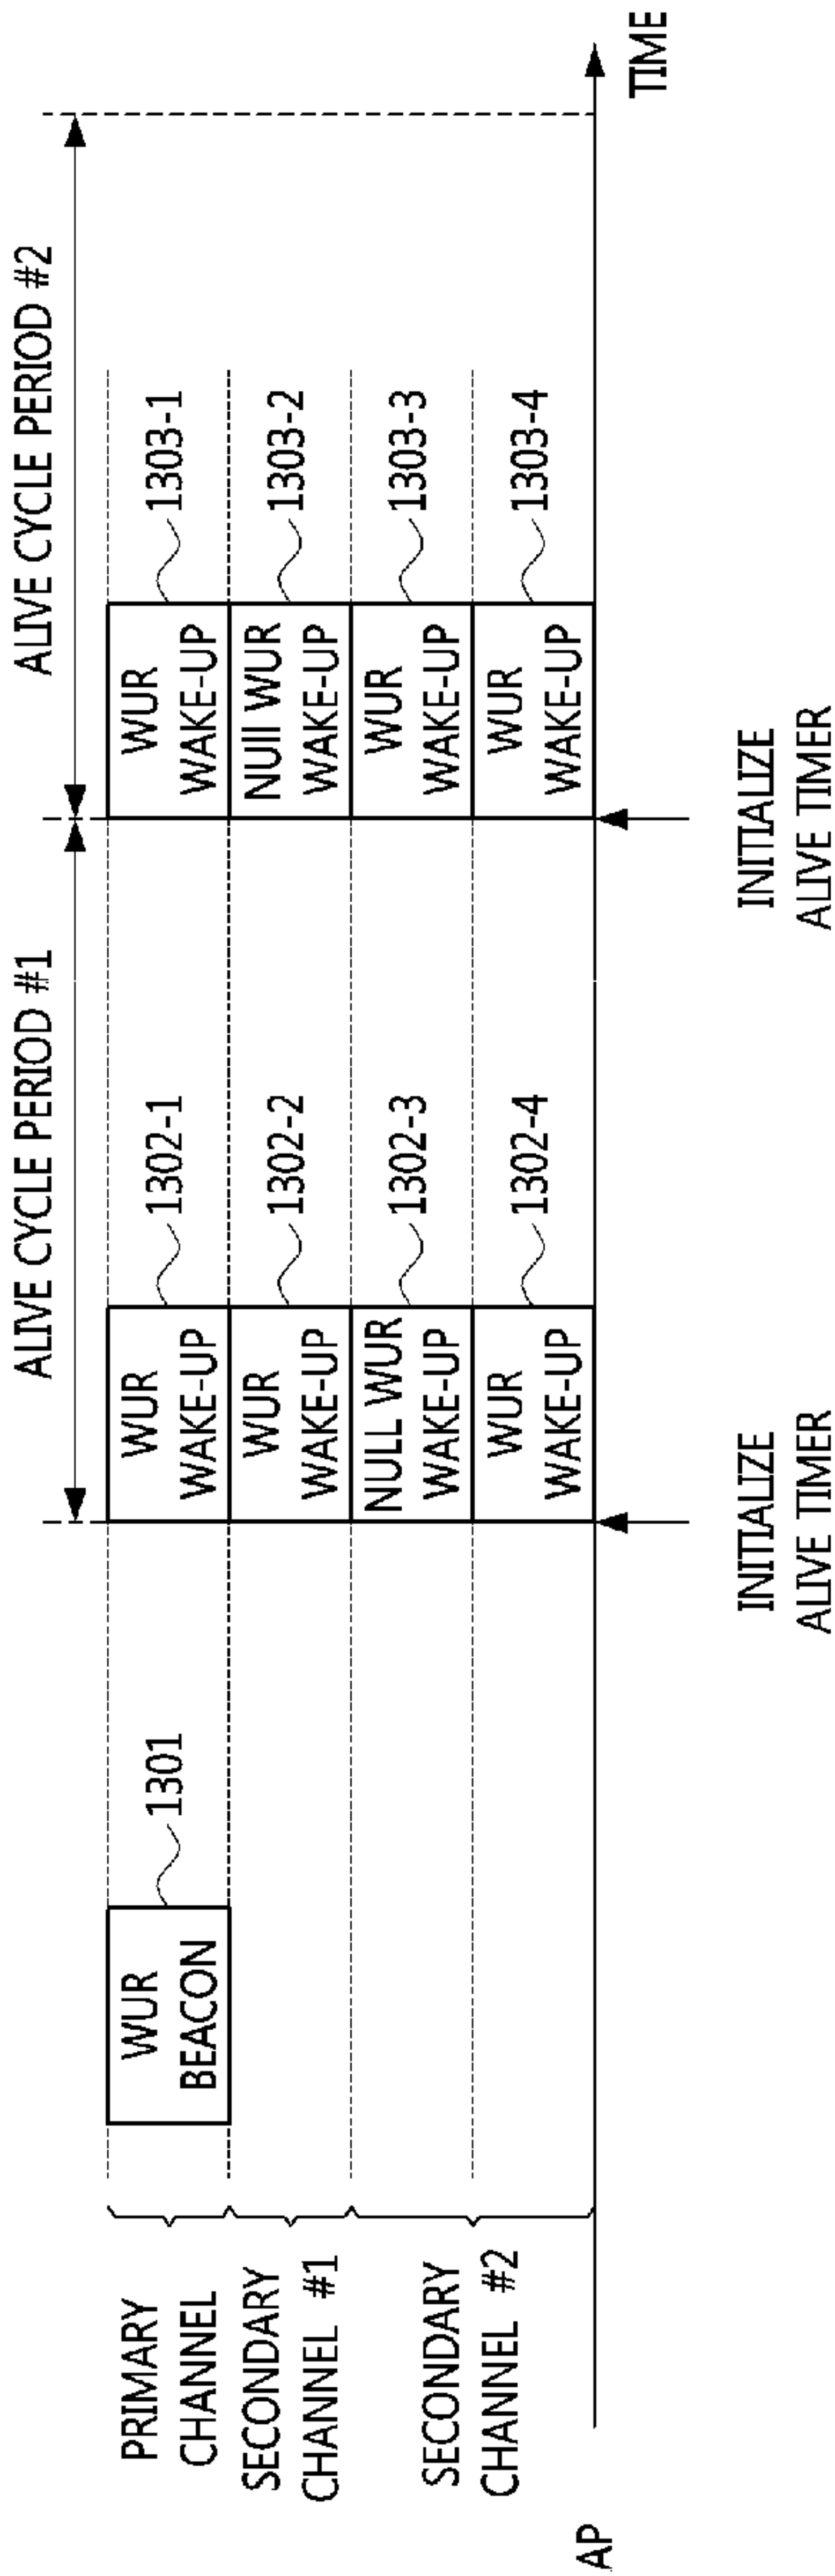 ALIVE CYCLE PERIOD #1
ALIVE CYCLE PERIOD #2
PRIMARY
CHANNEL
WUR
BEACON
1301
WUR
WAKE-UP
1302-1
WUR
WAKE-UP
1303-1
SECONDARY
CHANNEL #1
WUR
WAKE-UP
1302-2
NUll WUR
WAKE-UP
1303-2
SECONDARY
CHANNEL #2
NULL WUR
WAKE-UP
1302-3
WUR
WAKE-UP
1303-3
WUR
WAKE-UP
1302-4
WUR
WAKE-UP
1303-4
AP
TIME
INITIALIZE
ALIVE TIMER
INITIALIZE
ALIVE TIMER